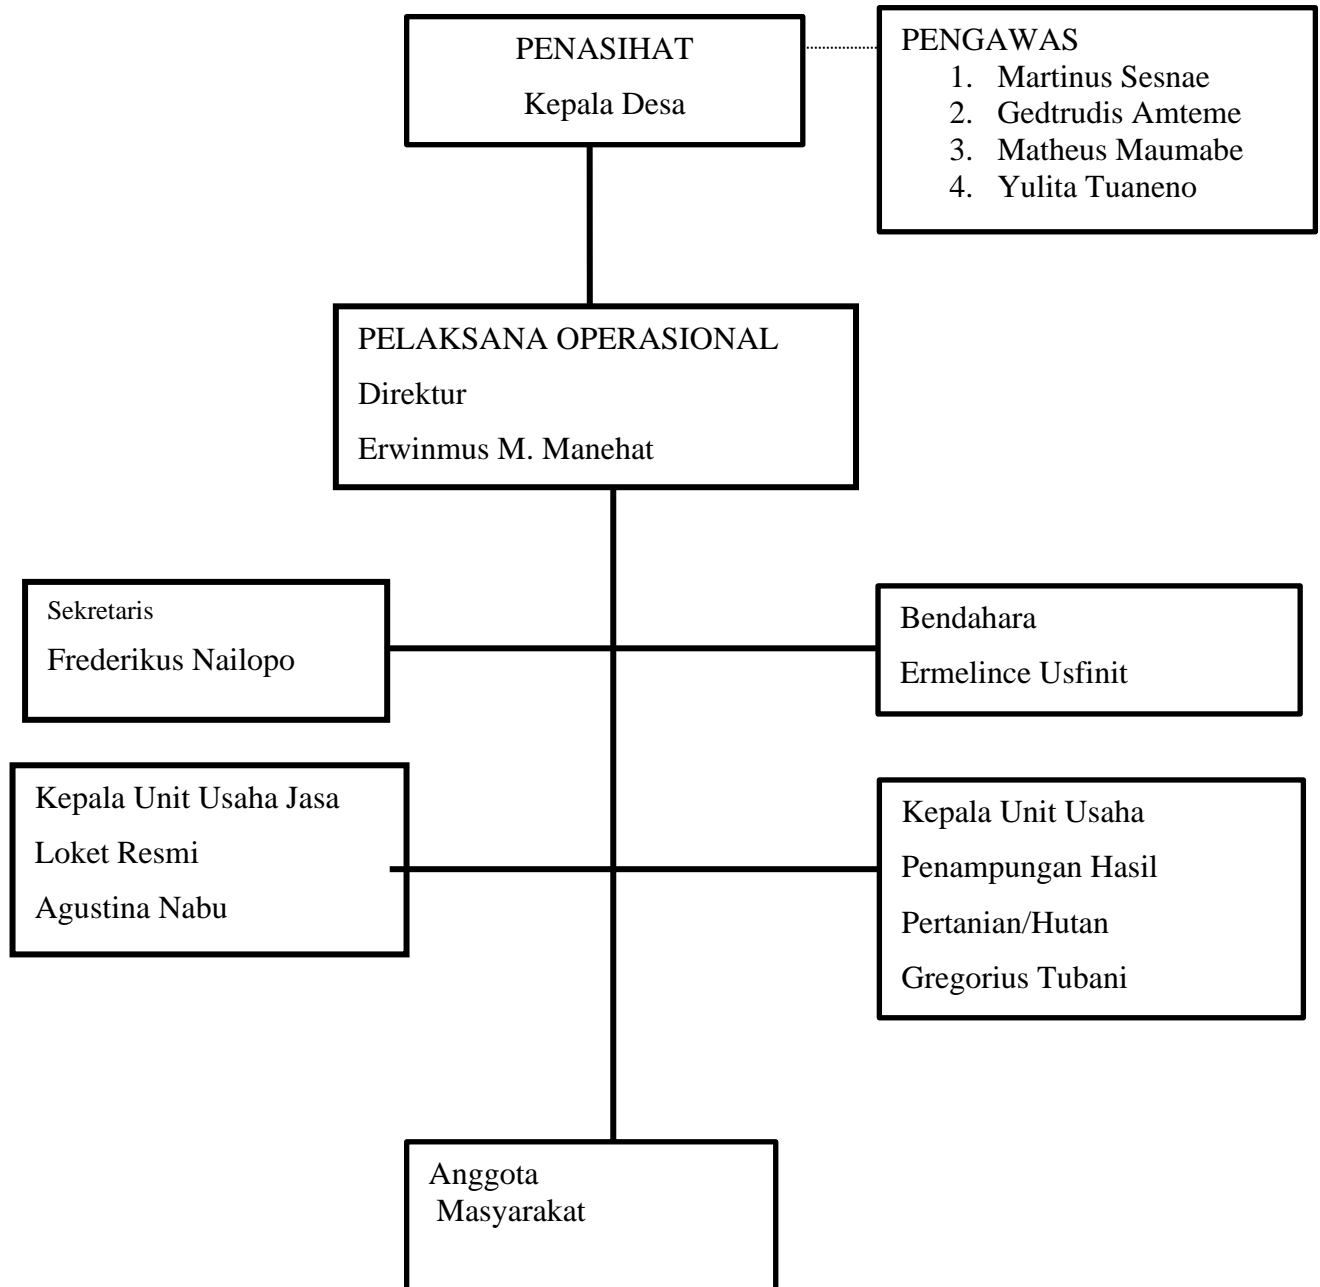 PENASIHAT
Kepala Desa
PENGAWAS
1. Martinus Sesnae
2. Gedtrudis Amteme
3. Matheus Maumabe
4. Yulita Tuaneno
PELAKSANA OPERASIONAL
Direktur
Erwinmus M. Manehat
Sekretaris
Frederikus Nailopo
Bendahara
Ermelince Usfinit
Kepala Unit Usaha Jasa
Loket Resmi
Agustina Nabu
Kepala Unit Usaha
Penampungan Hasil
Pertanian/Hutan
Gregorius Tubani
Anggota
Masyarakat